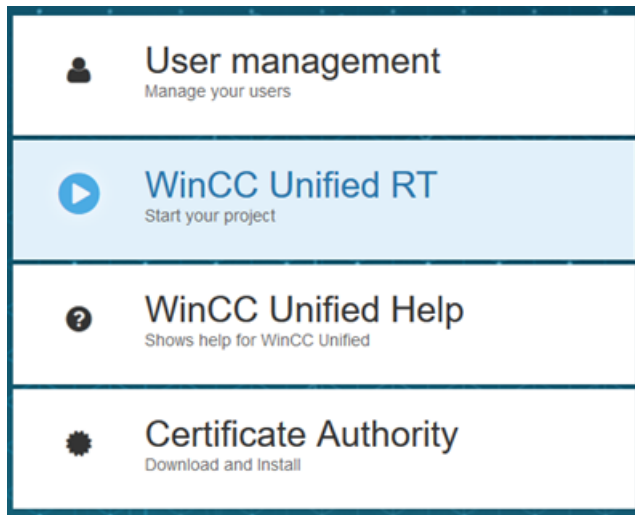 User management
Manage your users
WinCC Unified RT
Start your project
WinCC Unified Help
Shows help for WinCC Unified
Certificate Authority
Download and Install